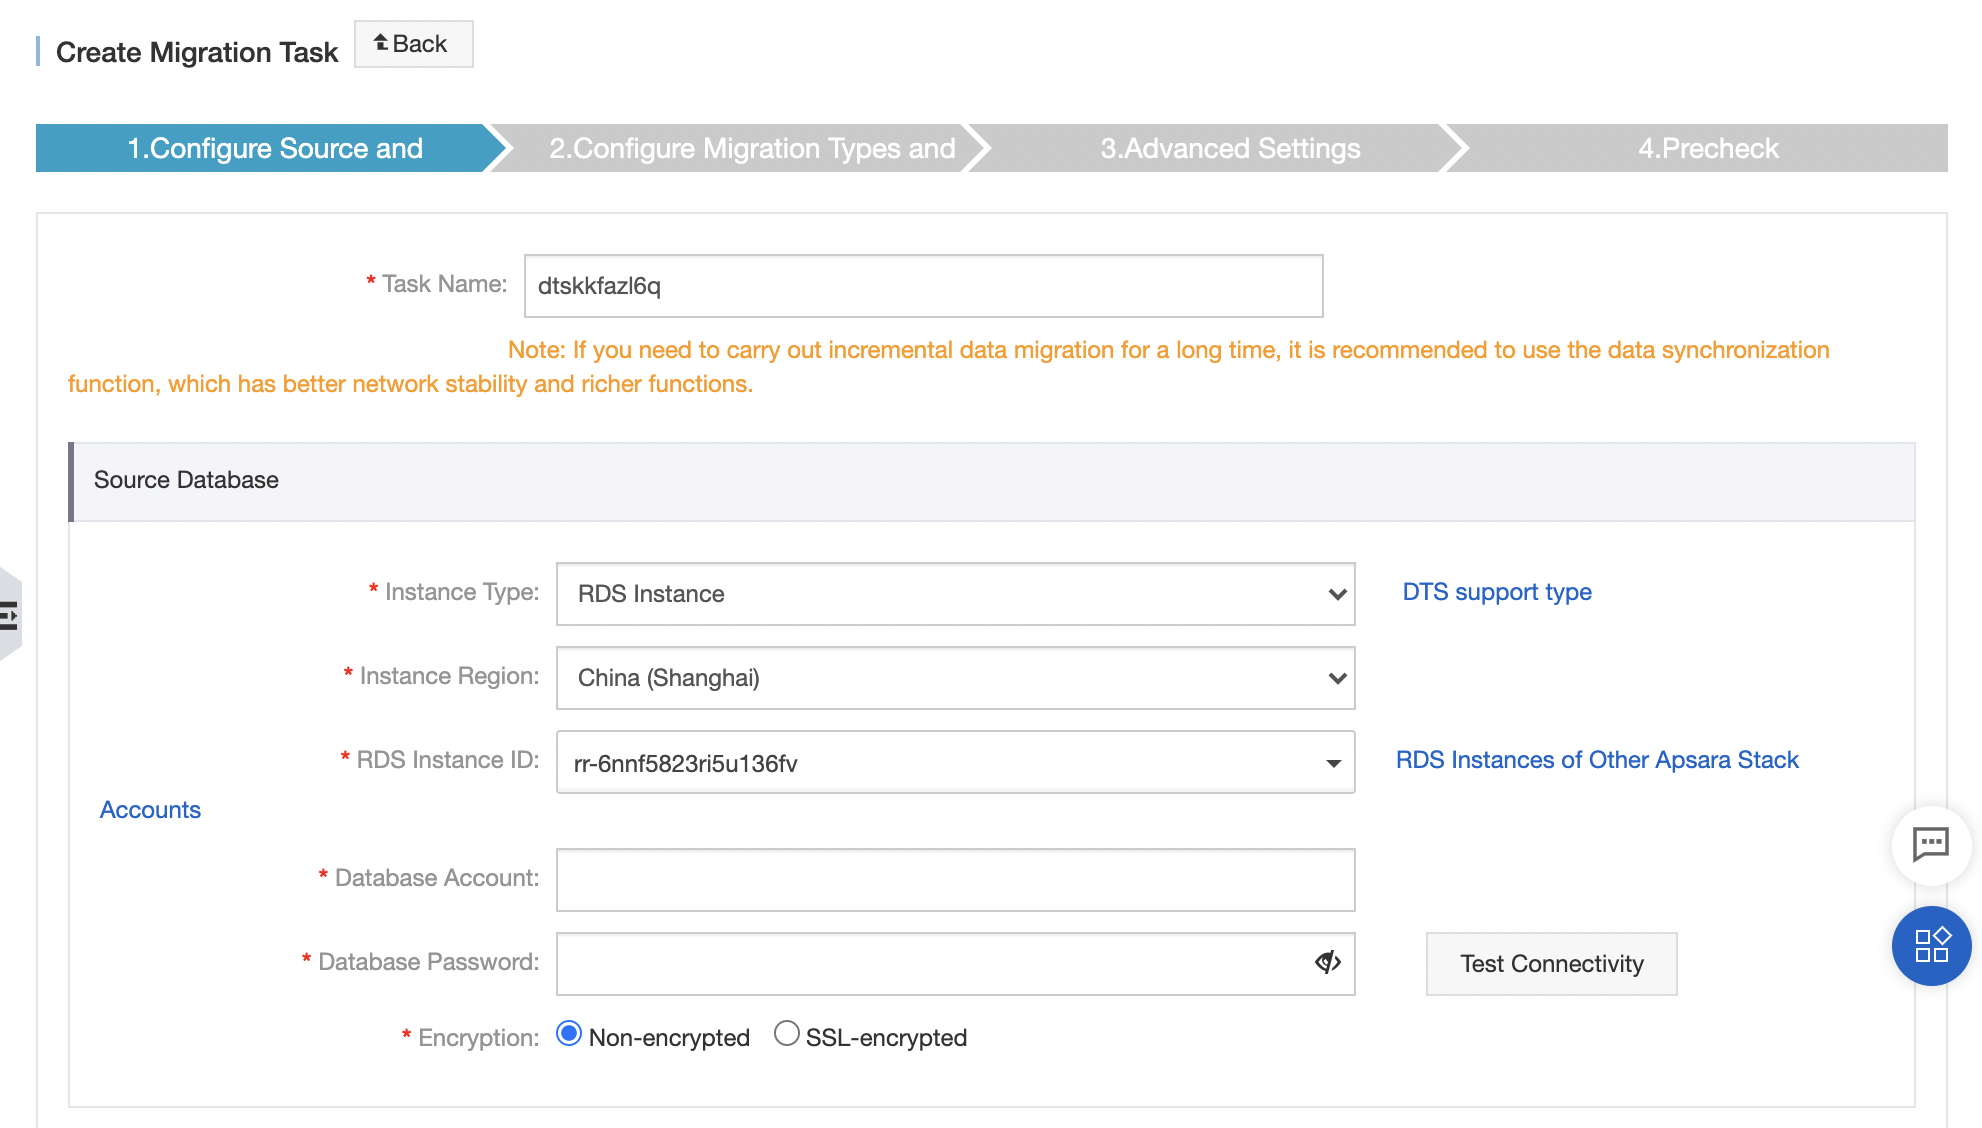 Create Migration Task
Back
1.Configure Source and
2.Configure Migration Types and
3.Advanced Settings
4.Precheck
* Task Name:
dtskkfazl6q
Note: If you need to carry out incremental data migration for a long time, it is recommended to use the data synchronization
function, which has better network stability and richer functions.
Source Database
* Instance Type:
RDS Instance
DTS support type
* Instance Region:
China (Shanghai)
* RDS Instance ID:
rr-6nnf5823ri5u136fv
RDS Instances of Other Apsara Stack
Accounts
* Database Account:
* Database Password:
Test Connectivity
* Encryption:
Non-encrypted
SSL-encrypted